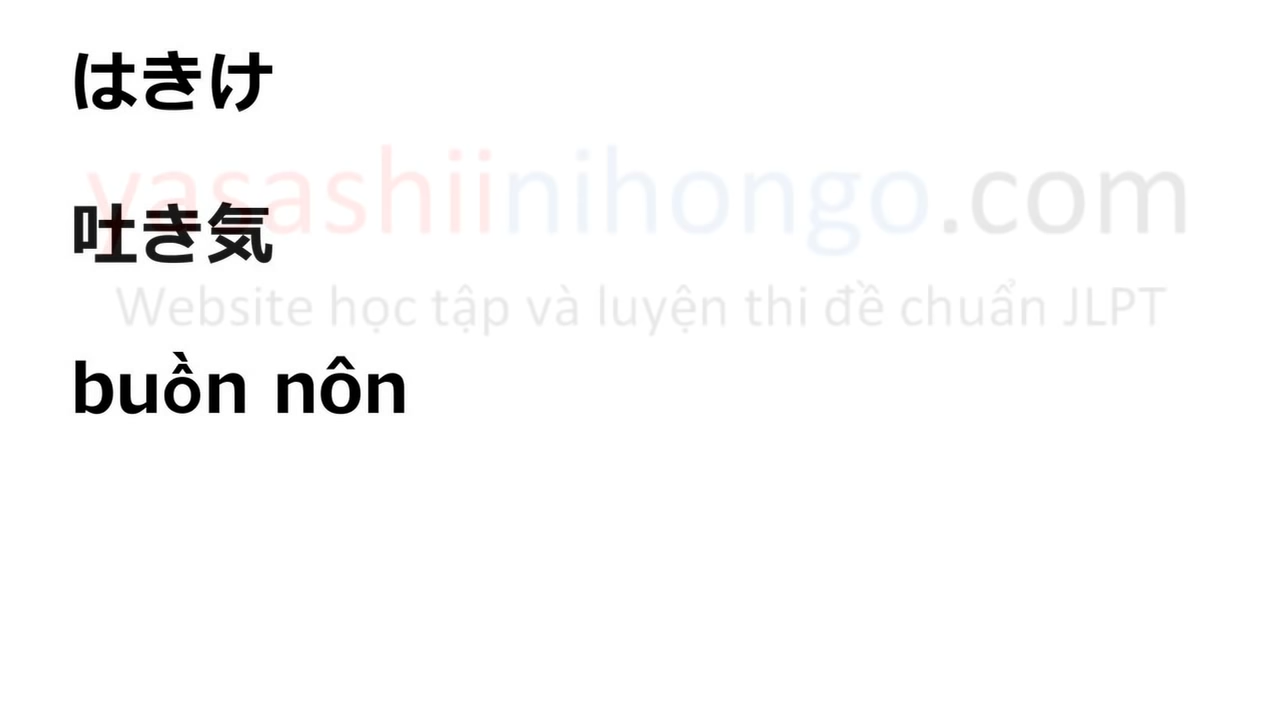 はきけ
yasashiinihongo.com
吐き気
Website học tập và luyện thi đề chuẩn JLPT
buồn nôn